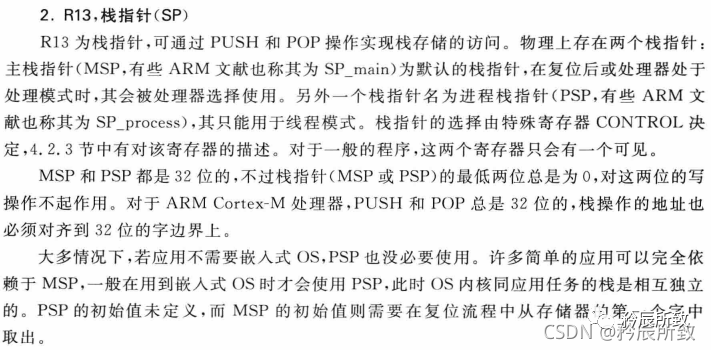 2. R13,栈指针(SP)
R13 为栈指针,可通过 PUSH 和 POP 操作实现栈存储的访问。物理上存在两个栈指针:
主栈指针(MSP,有些 ARM 文献也称其为 SP_main)为默认的栈指针,在复位后或处理器处于
处理模式时,其会被处理器选择使用。另外一个栈指针名为进程栈指针(PSP,有些 ARM 文
献也称其为 SP_process),其只能用于线程模式。栈指针的选择由特殊寄存器 CONTROL 决
定,4.2.3 节中有对该寄存器的描述。对于一般的程序,这两个寄存器只会有一个可见。
MSP 和 PSP 都是 32 位的,不过栈指针(MSP 或 PSP)的最低两位总是为 0,对这两位的写
操作不起作用。对于 ARM Cortex-M 处理器,PUSH 和 POP 总是 32 位的,栈操作的地址也
必须对齐到 32 位的字边界上。
大多情况下,若应用不需要嵌入式 OS,PSP 也没必要使用。许多简单的应用可以完全
依赖于 MSP,一般在用到嵌入式 OS 时才会使用 PSP,此时 OS 内核同应用任务的栈是相互独立
的。PSP 的初始值未定义,而 MSP 的初始值则需要在复位流程中从存储器的第一个字中
取出。
矜辰所致
CSDN @矜辰所致